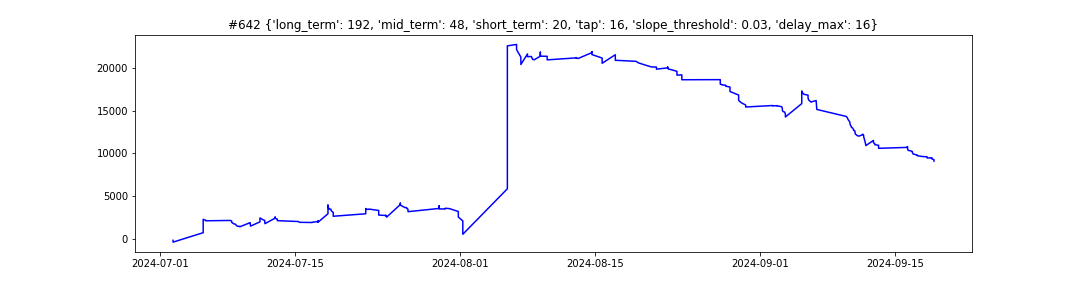 #642 {'long_term': 192, 'mid_term': 48, 'short_term': 20, 'tap': 16, 'slope_threshold': 0.03, 'delay_max': 16}
20000
15000
10000
5000
0
2024-07-01 2024-07-15 2024-08-01 2024-08-15 2024-09-01 2024-09-15